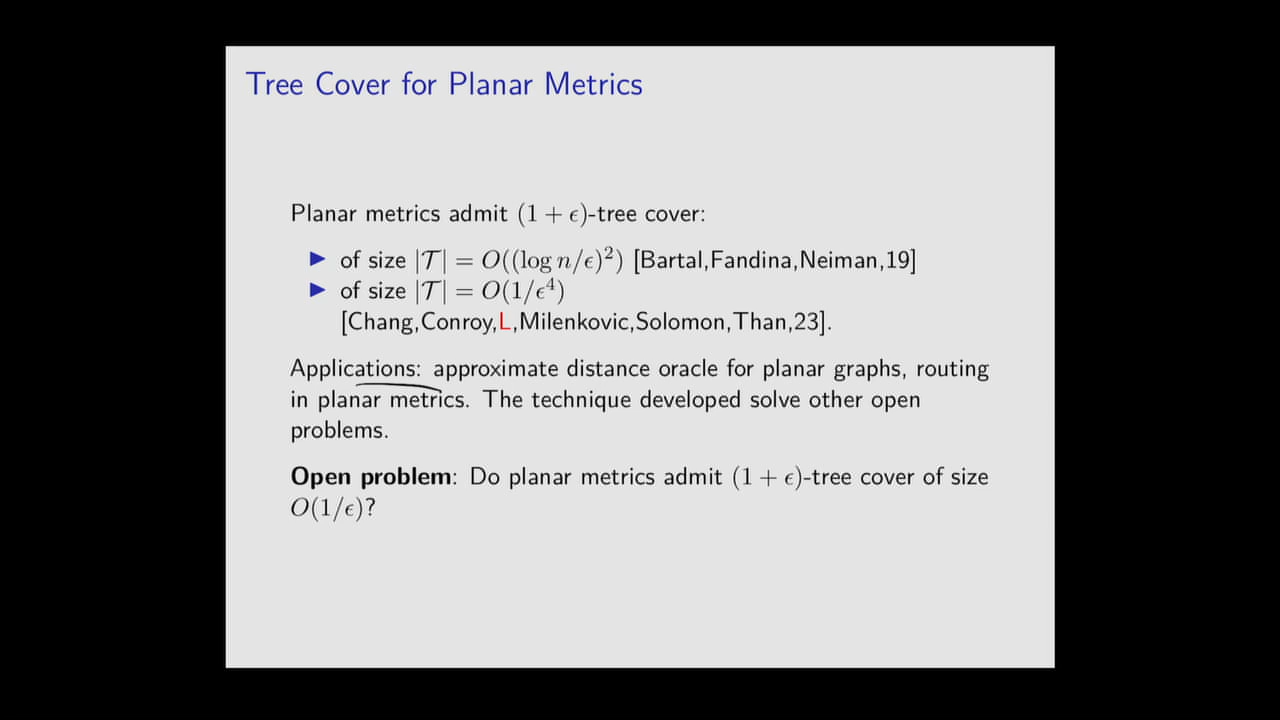 Tree Cover for Planar Metrics
Planar metrics admit (1 + ϵ)-tree cover:
▶ of size |𝒯| = O((log n/ϵ)²) [Bartal,Fandina,Neiman,19]
▶ of size |𝒯| = O(1/ϵ⁴)
[Chang,Conroy,L,Milenkovic,Solomon,Than,23].
Applications: approximate distance oracle for planar graphs, routing
in planar metrics. The technique developed solve other open
problems.
Open problem: Do planar metrics admit (1 + ϵ)-tree cover of size
O(1/ϵ)?